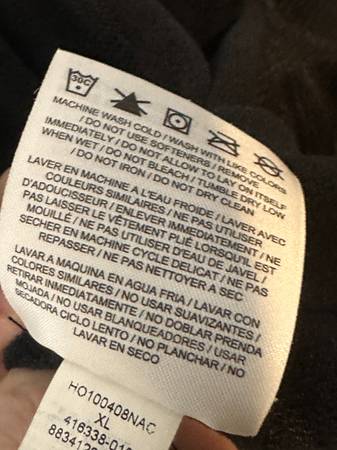 30C
MACHINE WASH COLD / WASH WITH LIKE COLORS
/ DO NOT USE SOFTENERS / REMOVE
IMMEDIATELY / DO NOT ALLOW TO LAY ON ITSELF
WHEN WET / DO NOT BLEACH / TUMBLE DRY LOW
/ DO NOT IRON / DO NOT DRY CLEAN
LAVER EN MACHINE A L'EAU FROIDE / LAVER AVEC
COULEURS SIMILAIRES / NE PAS UTILISER
D'ADOUCISSEUR / ENLEVER IMMEDIATEMENT / NE
PAS LAISSER LE VÊTEMENT PLIÉ LORSQU'IL EST
MOUILLÉ / NE PAS UTILISER D'EAU DE JAVEL /
SECHER EN MACHINE CYCLE DELICAT / NE PAS
REPASSER / NE PAS NETTOYER A SEC
LAVAR A MAQUINA EN AGUA FRIA / LAVAR CON
COLORES SIMILARES / NO USAR SUAVIZANTES /
RETIRAR INMEDIATAMENTE / NO DOBLAR PRENDA
MOJADA / NO USAR BLANQUEADORES / USAR
SECADORA CICLO LENTO / NO PLANCHAR / NO
LAVAR EN SECO
HO100408NAC
XL